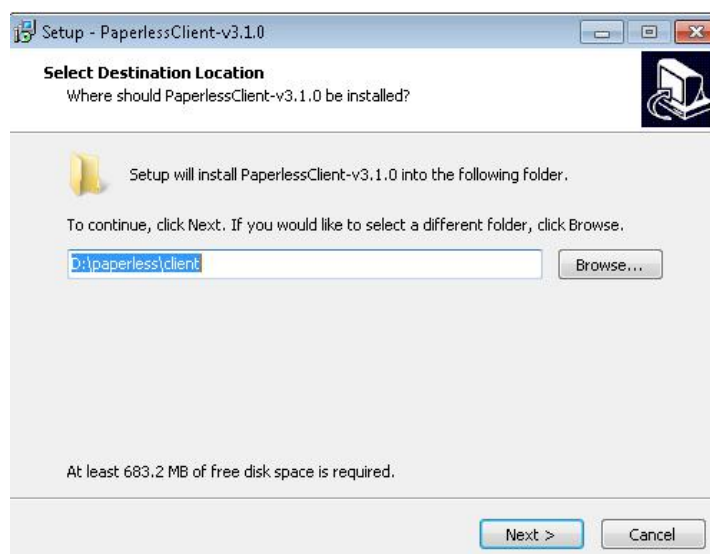 Setup - PaperlessClient-v3.1.0
Select Destination Location
Where should PaperlessClient-v3.1.0 be installed?
Setup will install PaperlessClient-v3.1.0 into the following folder.
To continue, click Next. If you would like to select a different folder, click Browse.
D:\paperless\client
Browse...
At least 683.2 MB of free disk space is required.
Next >
Cancel